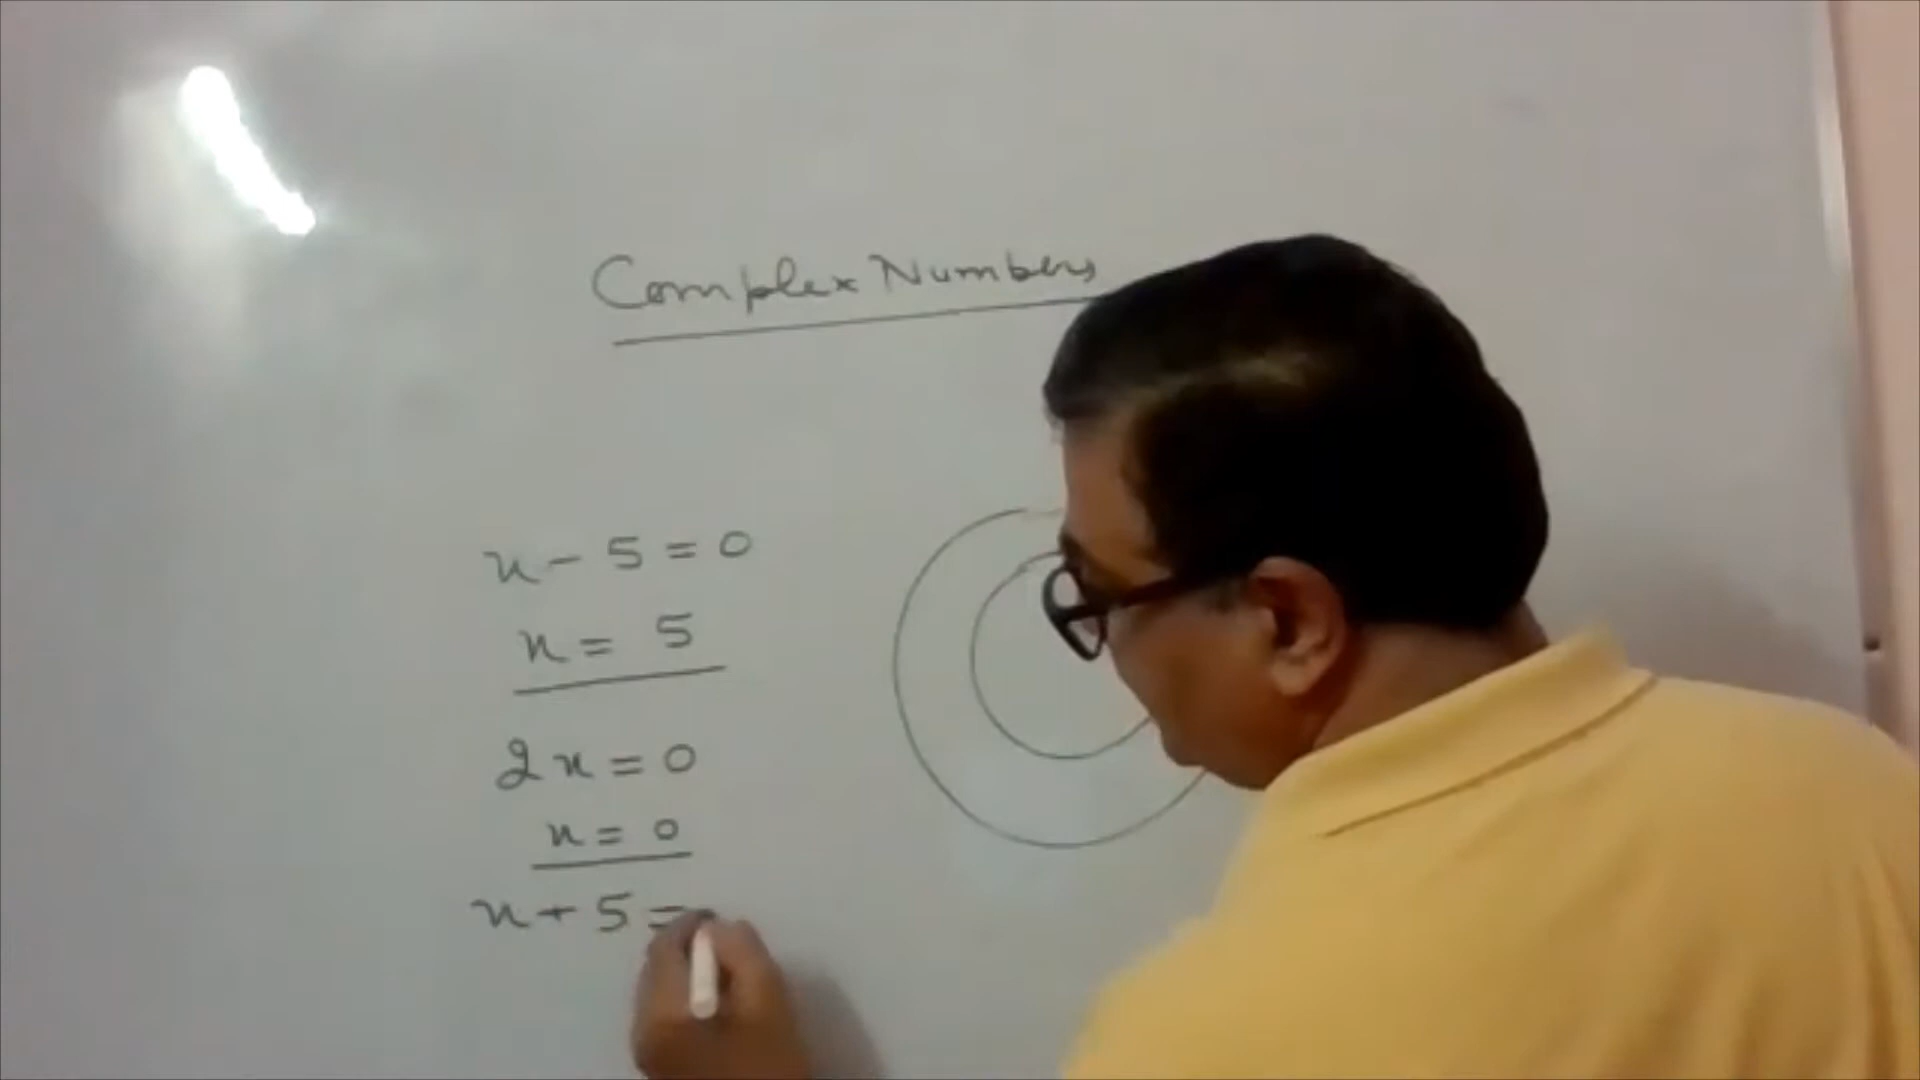 Complex Numbers
x - 5 = 0
x = 5
2x = 0
x = 0
x + 5 =